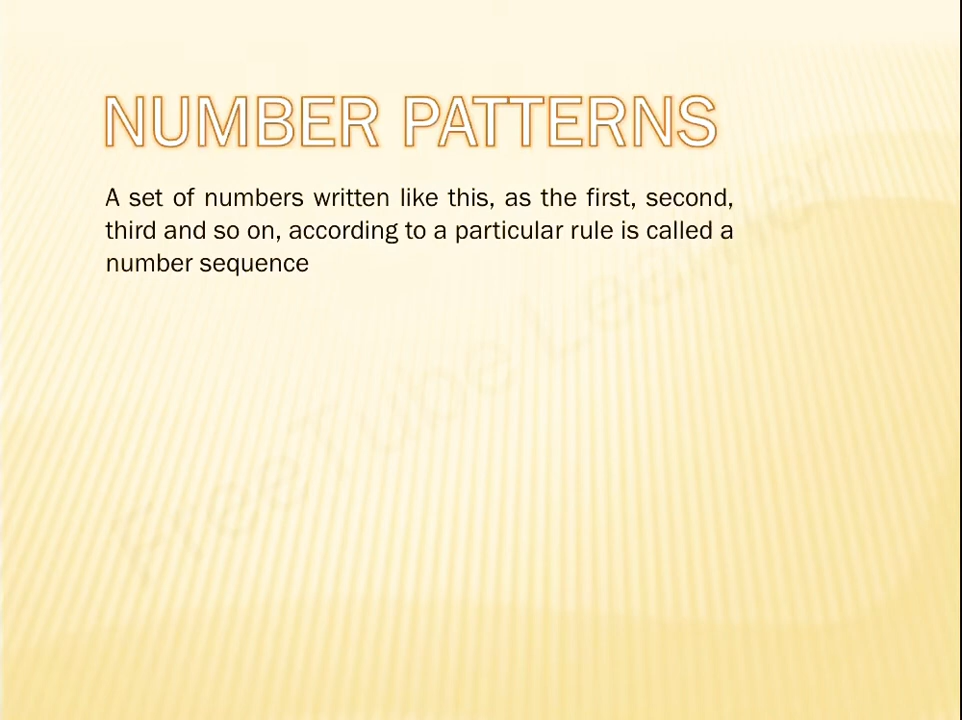 NUMBER PATTERNS
A set of numbers written like this, as the first, second,
third and so on, according to a particular rule is called a
number sequence